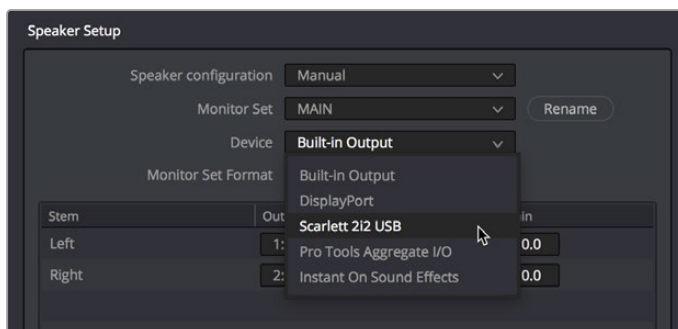 Speaker Setup
Speaker configuration Manual
Monitor Set MAIN Rename
Device Built-in Output
Monitor Set Format Built-in Output
DisplayPort
Stem
Scarlett 2i2 USB
Left 1: 0.0
Pro Tools Aggregate I/O
Right 2: 0.0
Instant On Sound Effects